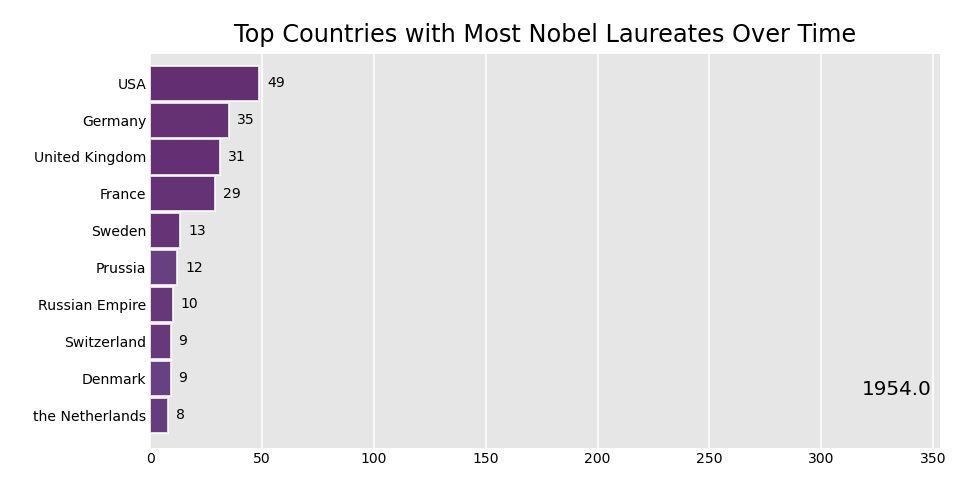 Top Countries with Most Nobel Laureates Over Time
USA 49
Germany 35
United Kingdom 31
France 29
Sweden 13
Prussia 12
Russian Empire 10
Switzerland 9
Denmark 9
1954.0
the Netherlands 8
0 50 100 150 200 250 300 350